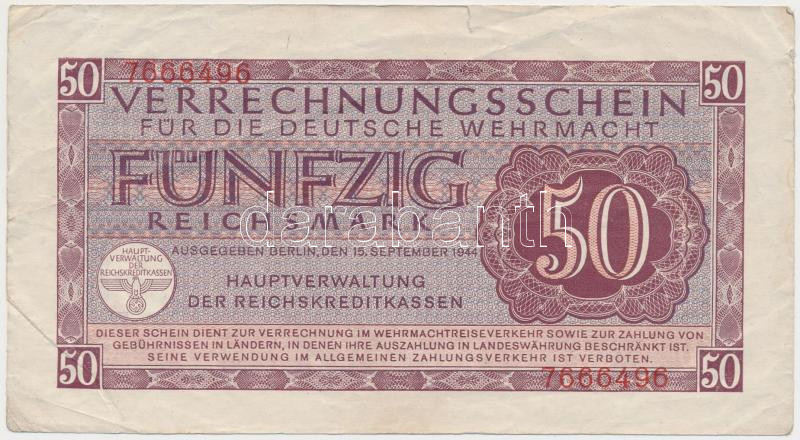 50 7666496 50
VERRECHNUNGSSCHEIN
FÜR DIE DEUTSCHE WEHRMACHT
FÜNFZIG
REICHSMARK
50
AUSGEGEBEN BERLIN, DEN 15. SEPTEMBER 1944
HAUPT-
VERWALTUNG
DER
REICHSKREDITKASSEN
HAUPTVERWALTUNG
DER REICHSKREDITKASSEN
DIESER SCHEIN DIENT ZUR VERRECHNUNG IM WEHRMACHTREISEVERKEHR SOWIE ZUR ZAHLUNG VON
GEBÜHRNISSEN IN LÄNDERN, IN DENEN IHRE AUSZAHLUNG IN LANDESWÄHRUNG BESCHRÄNKT IST.
SEINE VERWENDUNG IM ALLGEMEINEN ZAHLUNGSVERKEHR IST VERBOTEN.
50 7666496 50
darabanth